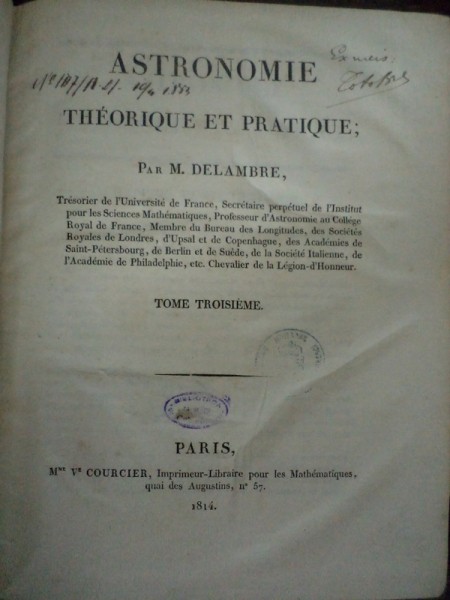 ASTRONOMIE
THÉORIQUE ET PRATIQUE;
PAR M. DELAMBRE,
Trésorier de l'Université de France, Secrétaire perpétuel de l'Institut
pour les Sciences Mathématiques, Professeur d'Astronomie au Collège
Royal de France, Membre du Bureau des Longitudes, des Sociétés
Royales de Londres, d'Upsal et de Copenhague, des Académies de
Saint-Pétersbourg, de Berlin et de Suède, de la Société Italienne, de
l'Académie de Philadelphie, etc. Chevalier de la Légion-d'Honneur.
TOME TROISIÈME.
PARIS,
Mme Ve COURCIER, Imprimeur-Libraire pour les Mathématiques,
quai des Augustins, n° 57.
1814.